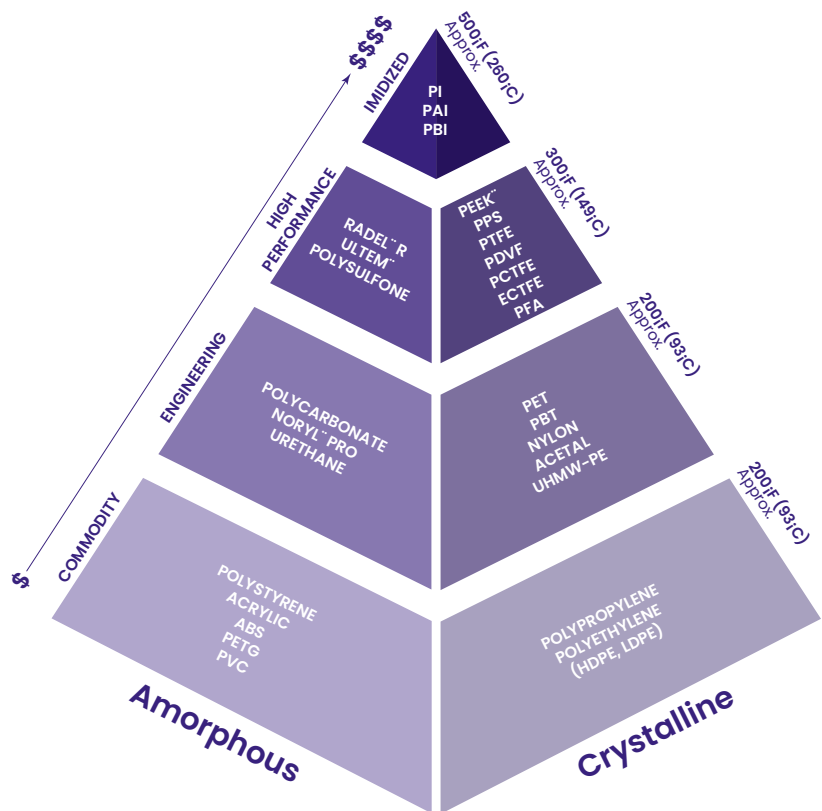 $$$$
500¡F (260¡C)
Approx.
IMIDIZED
PI
PAI
PBI
300¡F (149¡C)
Approx.
HIGH
PERFORMANCE
RADEL¨ R
ULTEM¨
POLYSULFONE
PEEK¨
PPS
PTFE
PDVF
PCTFE
ECTFE
PFA
200¡F (93¡C)
Approx.
ENGINEERING
POLYCARBONATE
NORYL¨ PRO
URETHANE
PET
PBT
NYLON
ACETAL
UHMW-PE
200¡F (93¡C)
Approx.
COMMODITY
$
POLYSTYRENE
ACRYLIC
ABS
PETG
PVC
POLYPROPYLENE
POLYETHYLENE
(HDPE, LDPE)
Amorphous
Crystalline